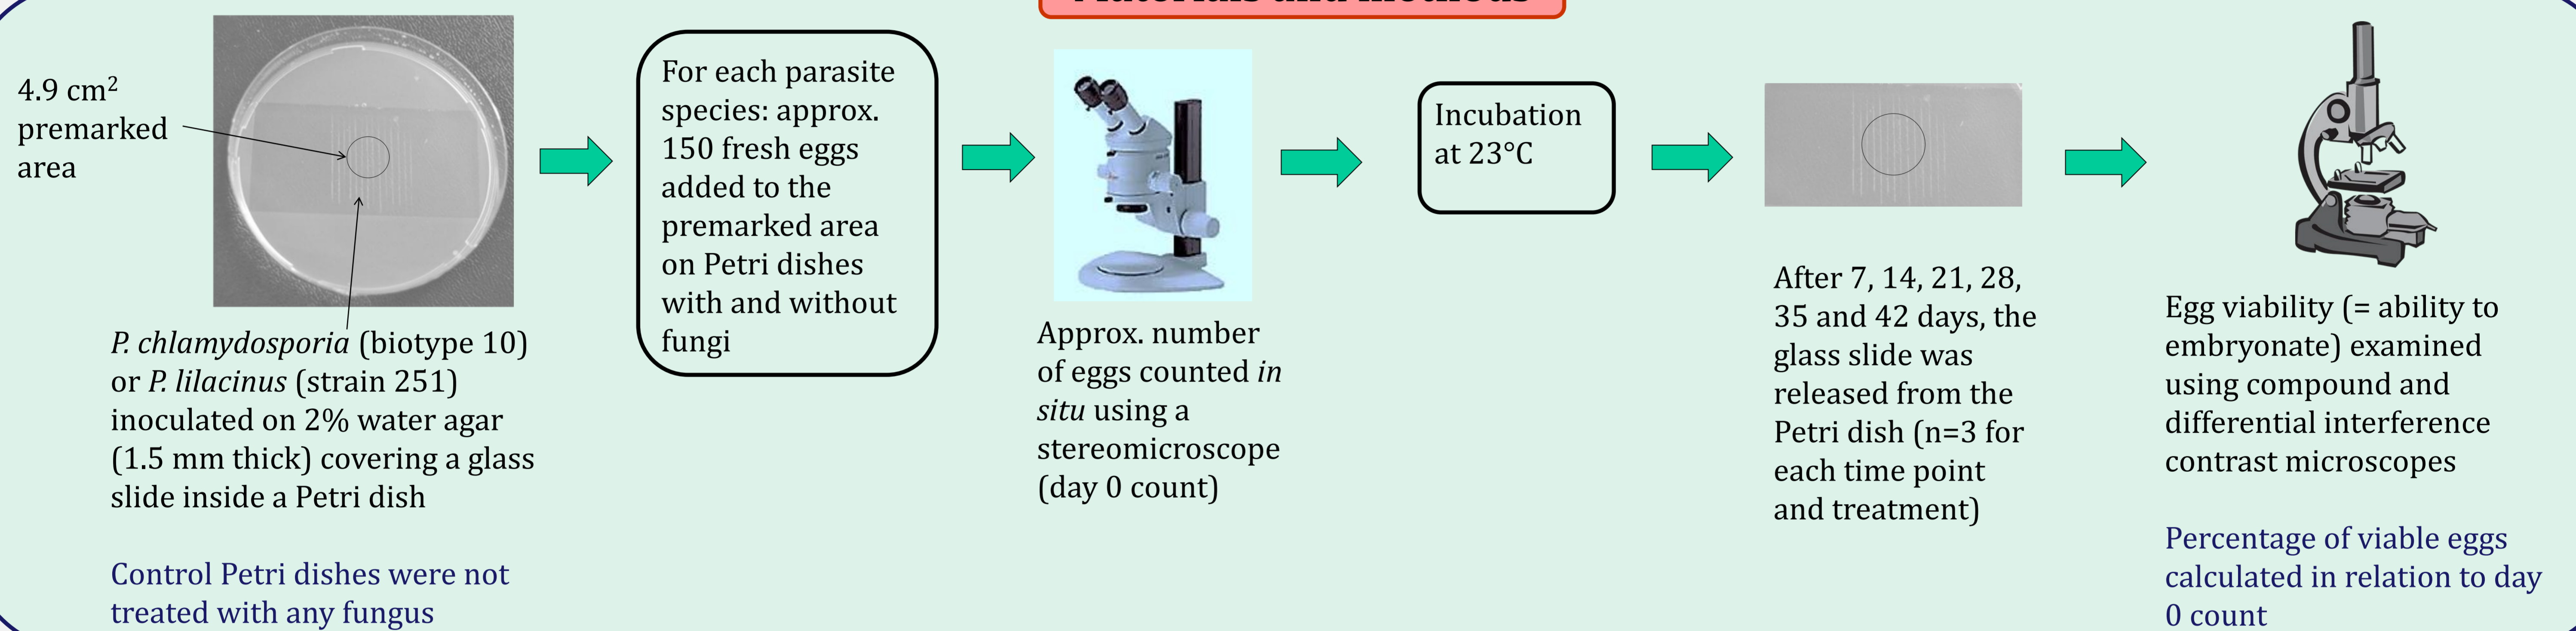 Materials and methods
4.9 cm²
premarked
area
P. chlamydosporia (biotype 10)
or P. lilacinus (strain 251)
inoculated on 2% water agar
(1.5 mm thick) covering a glass
slide inside a Petri dish
Control Petri dishes were not
treated with any fungus
For each parasite
species: approx.
150 fresh eggs
added to the
premarked area
on Petri dishes
with and without
fungi
Approx. number
of eggs counted in
situ using a
stereomicroscope
(day 0 count)
Incubation
at 23°C
After 7, 14, 21, 28,
35 and 42 days, the
glass slide was
released from the
Petri dish (n=3 for
each time point
and treatment)
Egg viability (= ability to
embryonate) examined
using compound and
differential interference
contrast microscopes
Percentage of viable eggs
calculated in relation to day
0 count